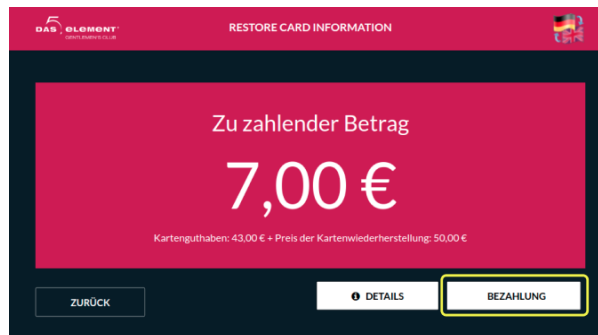 DAS 5. ELEMENT
GENTLEMEN'S CLUB
RESTORE CARD INFORMATION
Zu zahlender Betrag
7,00 €
Kartenguthaben: 43,00 € + Preis der Kartenwiederherstellung: 50,00 €
ZURÜCK
DETAILS
BEZAHLUNG